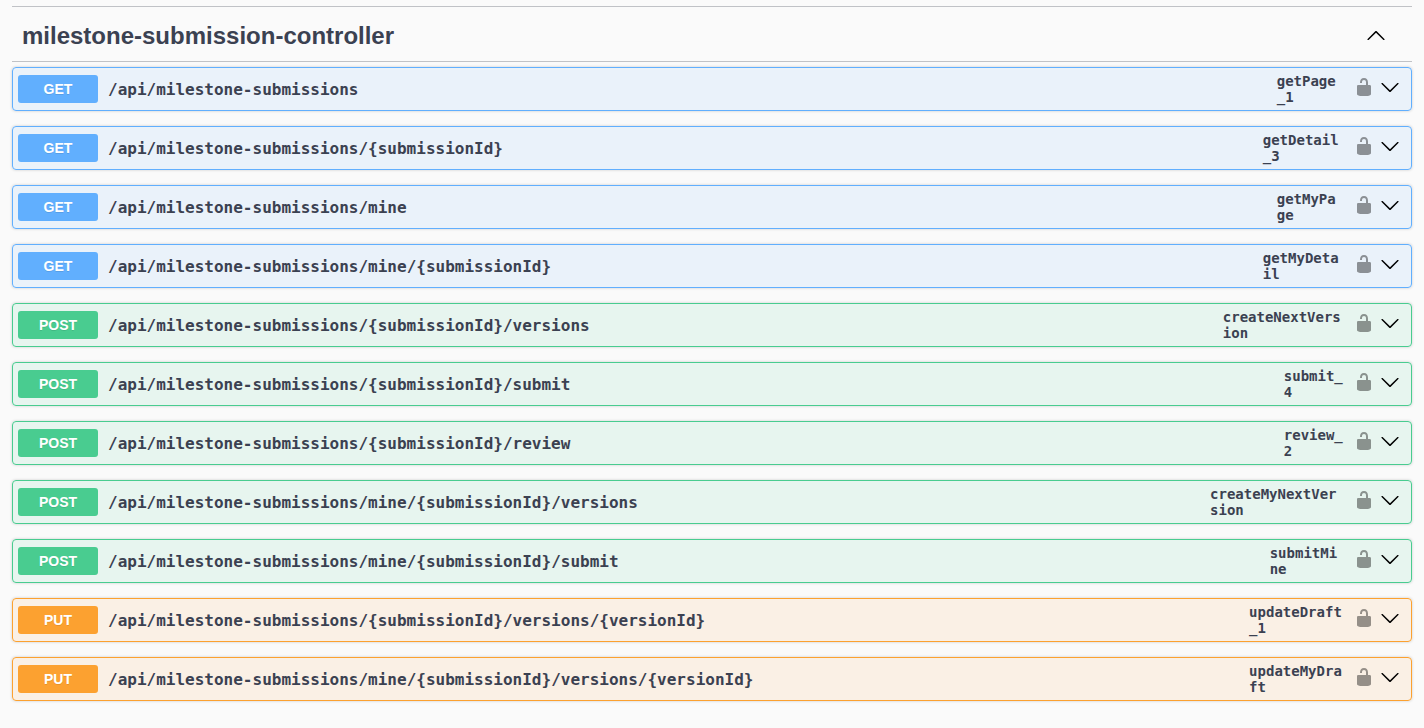 milestone-submission-controller
GET /api/milestone-submissions getPage
_1
GET /api/milestone-submissions/{submissionId} getDetail
_3
GET /api/milestone-submissions/mine getMyPa
ge
GET /api/milestone-submissions/mine/{submissionId} getMyDeta
il
POST /api/milestone-submissions/{submissionId}/versions createNextVers
ion
POST /api/milestone-submissions/{submissionId}/submit submit_
4
POST /api/milestone-submissions/{submissionId}/review review_
2
POST /api/milestone-submissions/mine/{submissionId}/versions createMyNextVer
sion
POST /api/milestone-submissions/mine/{submissionId}/submit submitMi
ne
PUT /api/milestone-submissions/{submissionId}/versions/{versionId} updateDraft
_1
PUT /api/milestone-submissions/mine/{submissionId}/versions/{versionId} updateMyDra
ft